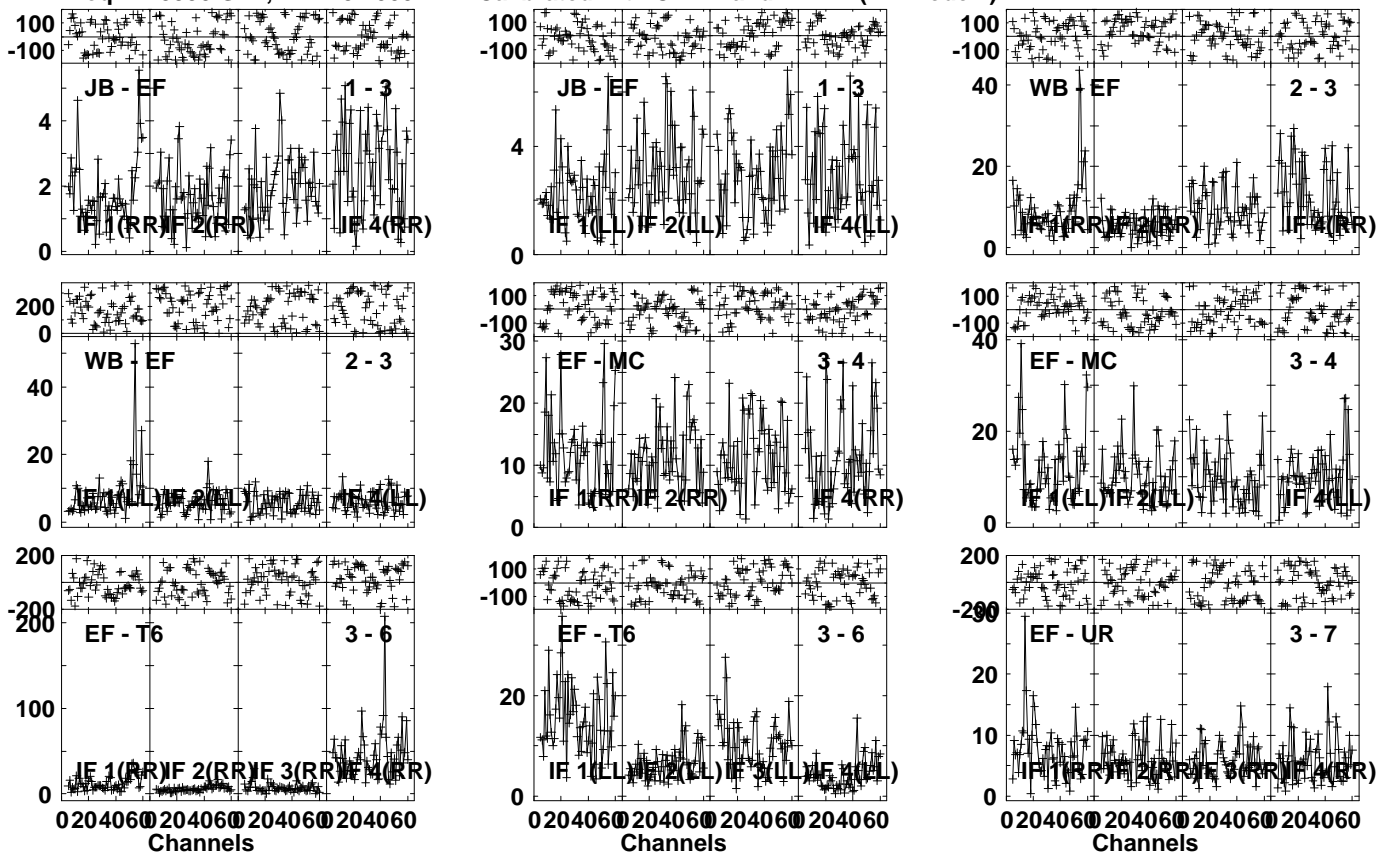 100 100 100
-100 -100 -100
JB - EF 1 - 3 JB - EF 1 - 3 WB - EF 2 - 3
4 4 40
2 20
0 0 0
IF 1(RR) IF 2(RR) IF 4(RR) IF 1(LL) IF 2(LL) IF 4(LL) IF 1(RR) IF 2(RR) IF 4(RR)
200 100 100
0 -100 -100
WB - EF 2 - 3 EF - MC 3 - 4 EF - MC 3 - 4
40 30 40
20 20 20
0 10 0
0
IF 1(LL) IF 2(LL) IF 4(LL) IF 1(RR) IF 2(RR) IF 4(RR) IF 1(LL) IF 2(LL) IF 4(LL)
200 100 200
-200 -100 -200
EF - T6 3 - 6 EF - T6 3 - 6 EF - UR 3 - 7
200 20 30
100 0 20
0 10
0
IF 1(RR) IF 2(RR) IF 3(RR) IF 4(RR) IF 1(LL) IF 2(LL) IF 3(LL) IF 4(LL) IF 1(RR) IF 2(RR) IF 3(RR) IF 4(RR)
0 20 40 60 0 20 40 60 0 20 40 60 0 20 40 60 0 20 40 60 0 20 40 60 0 20 40 60 0 20 40 60 0 20 40 60 0 20 40 60 0 20 40 60 0 20 40 60
Channels Channels Channels